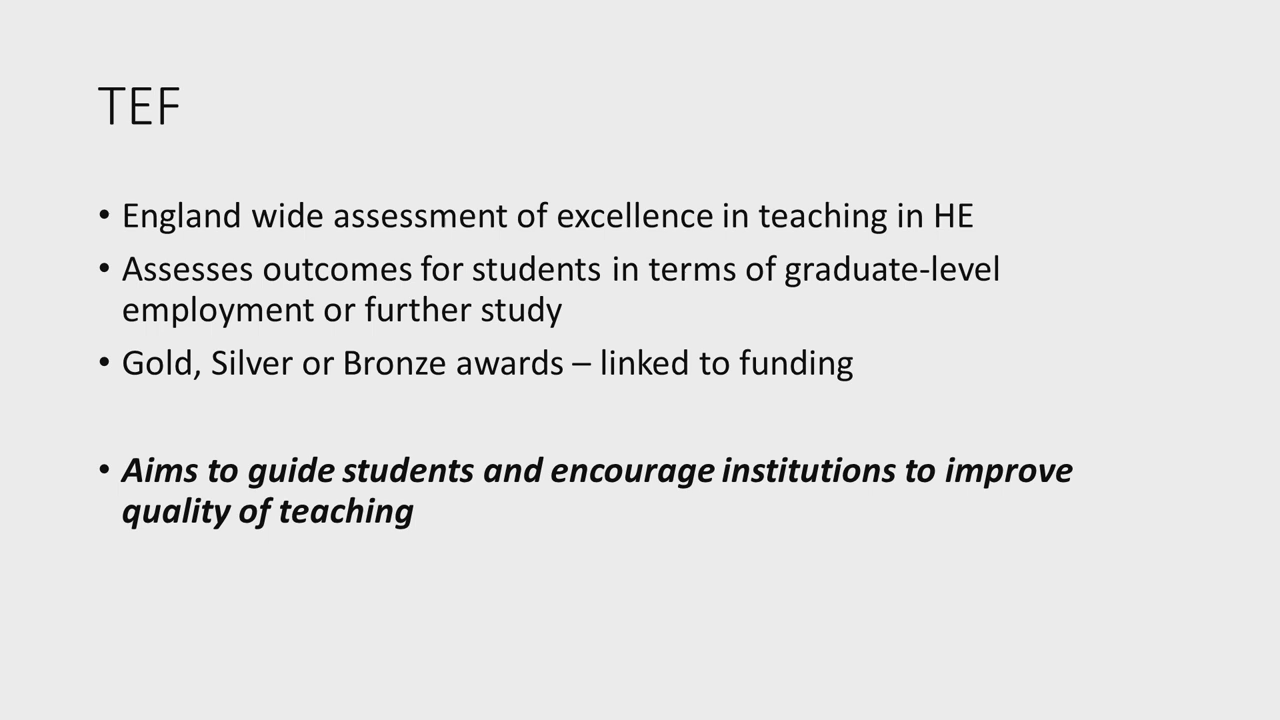 TEF
• England wide assessment of excellence in teaching in HE
• Assesses outcomes for students in terms of graduate-level
employment or further study
• Gold, Silver or Bronze awards – linked to funding
• Aims to guide students and encourage institutions to improve
quality of teaching